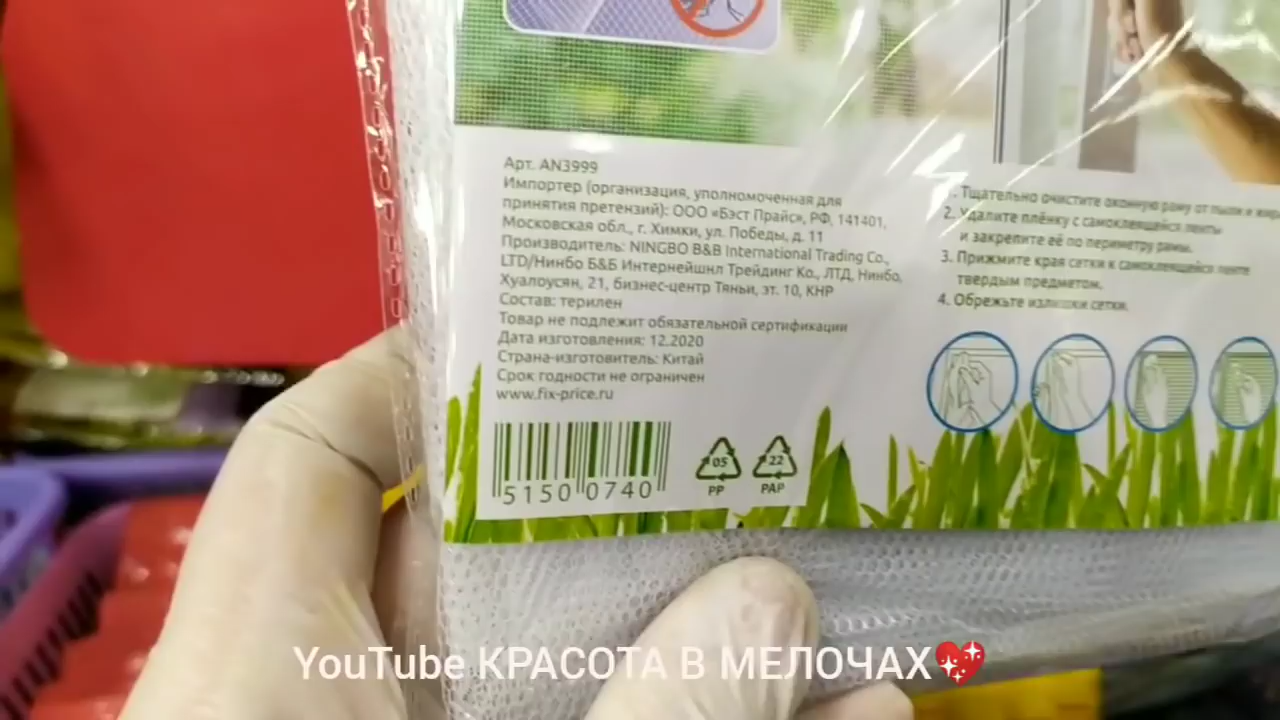 Арт. AN3999
Импортер (организация, уполномоченная для
принятия претензий): ООО «Бэст Прайс», РФ, 141401,
Московская обл., г. Химки, ул. Победы, д. 11
Производитель: NINGBO B&B International Trading Co.,
LTD/Нинбо Б&Б Интернейшнл Трейдинг Ко., ЛТД, Нинбо,
Хуалоусян, 21, бизнес-центр Тяньи, эт. 10, КНР
Состав: терилен
Товар не подлежит обязательной сертификации
Дата изготовления: 12.2020
Страна-изготовитель: Китай
Срок годности не ограничен
www.fix-price.ru
5150 0740
05
PP
22
PAP
1. Тщательно очистите оконную раму от пыли и жира
2. Удалите плёнку с самоклеящейся ленты
и закрепите её по периметру рамы.
3. Прижмите края сетки к самоклеящейся ленте
твердым предметом.
4. Обрежьте излишки сетки.
YouTube КРАСОТА В МЕЛОЧАХ💖